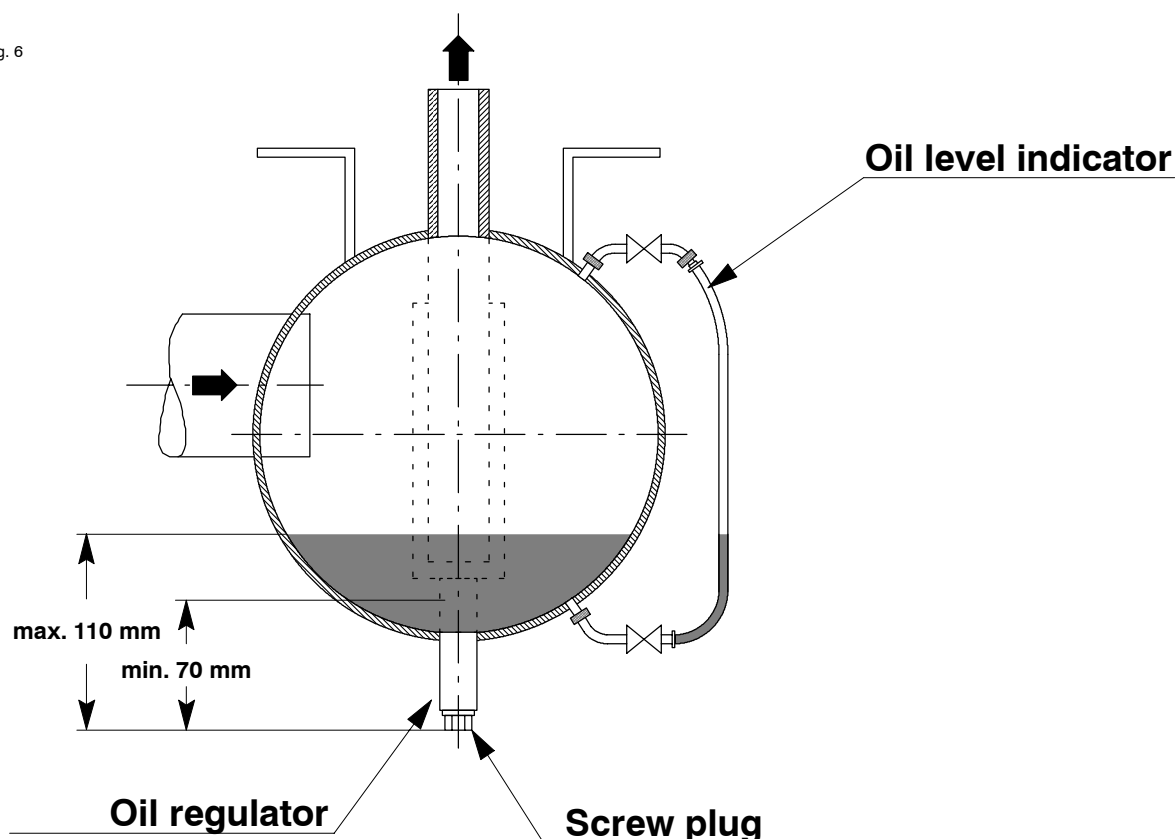 g. 6
Oil level indicator
max. 110 mm
min. 70 mm
Oil regulator
Screw plug